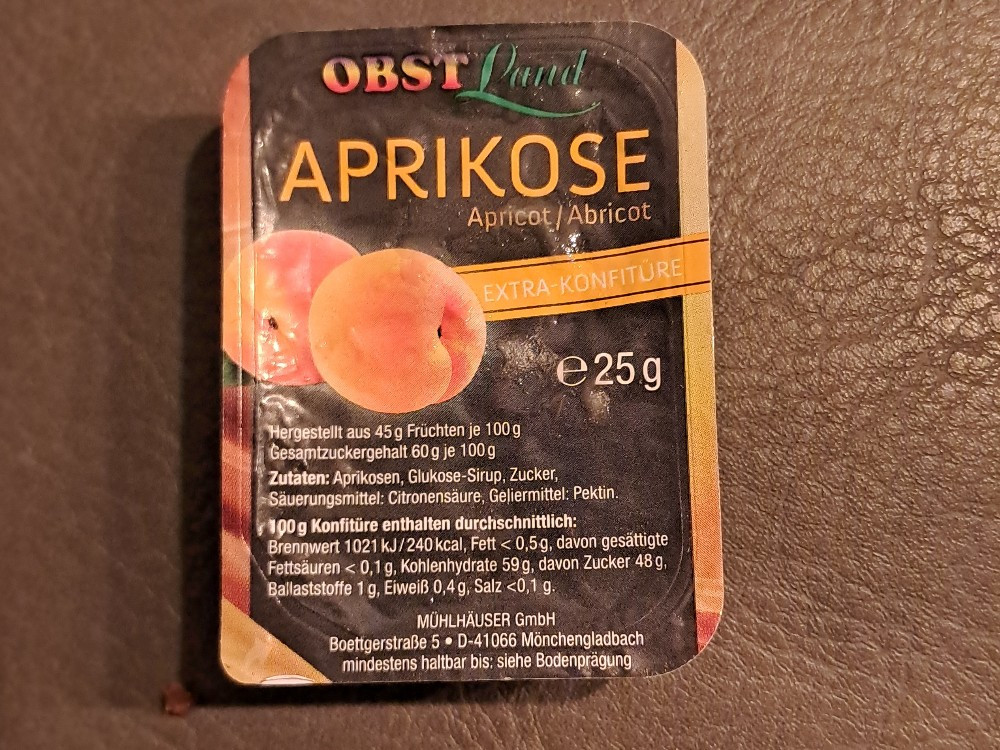 OBST Land
APRIKOSE
Apricot / Abricot
EXTRA-KONFITÜRE
℮ 25 g
Hergestellt aus 45 g Früchten je 100 g
Gesamtzuckergehalt 60 g je 100 g
Zutaten: Aprikosen, Glukose-Sirup, Zucker,
Säuerungsmittel: Citronensäure, Geliermittel: Pektin.
100 g Konfitüre enthalten durchschnittlich:
Brennwert 1021 kJ / 240 kcal, Fett < 0,5 g, davon gesättigte
Fettsäuren < 0,1 g, Kohlenhydrate 59 g, davon Zucker 48 g,
Ballaststoffe 1 g, Eiweiß 0,4 g, Salz <0,1 g.
MÜHLHÄUSER GmbH
Boettgerstraße 5 • D-41066 Mönchengladbach
mindestens haltbar bis: siehe Bodenprägung